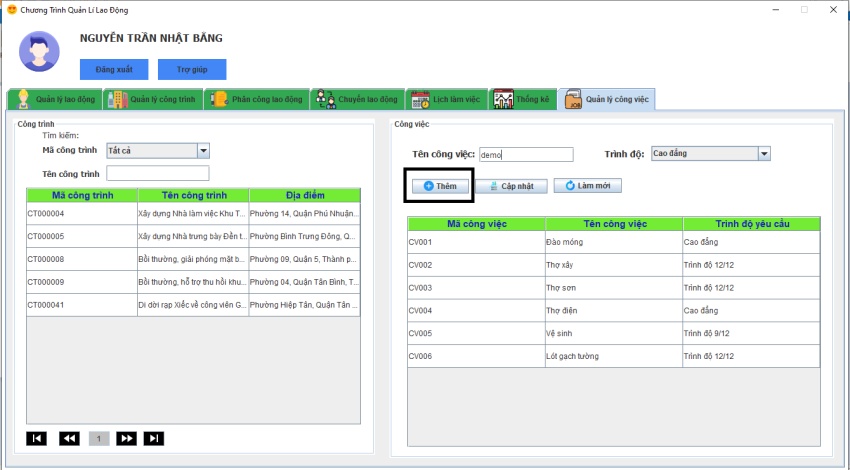 Chương Trình Quản Lí Lao Động
NGUYỄN TRẦN NHẬT BĂNG
Đăng xuất Trợ giúp
Quản lý lao động Quản lý công trình Phân công lao động Chuyển lao động Lịch làm việc Thống kê Quản lý công việc
Công trình
Tìm kiếm:
Mã công trình Tất cả
Tên công trình
Mã công trình Tên công trình Địa điểm
CT000004 Xây dựng Nhà làm việc Khu T... Phường 14, Quận Phú Nhuận...
CT000005 Xây dựng Nhà trưng bày Đền t... Phường Bình Trưng Đông, Q...
CT000008 Bồi thường, giải phóng mặt b... Phường 09, Quận 5, Thành p...
CT000009 Bồi thường, hỗ trợ thu hồi khu... Phường 04, Quận Tân Bình, T...
CT000041 Di dời rạp Xiếc về công viên G... Phường Hiệp Tân, Quận Tân ...
1
Công việc
Tên công việc: demo Trình độ: Cao đẳng
Thêm Cập nhật Làm mới
Mã công việc Tên công việc Trình độ yêu cầu
CV001 Đào móng Cao đẳng
CV002 Thợ xây Trình độ 12/12
CV003 Thợ sơn Trình độ 12/12
CV004 Thợ điện Cao đẳng
CV005 Vệ sinh Trình độ 9/12
CV006 Lót gạch tường Trình độ 12/12